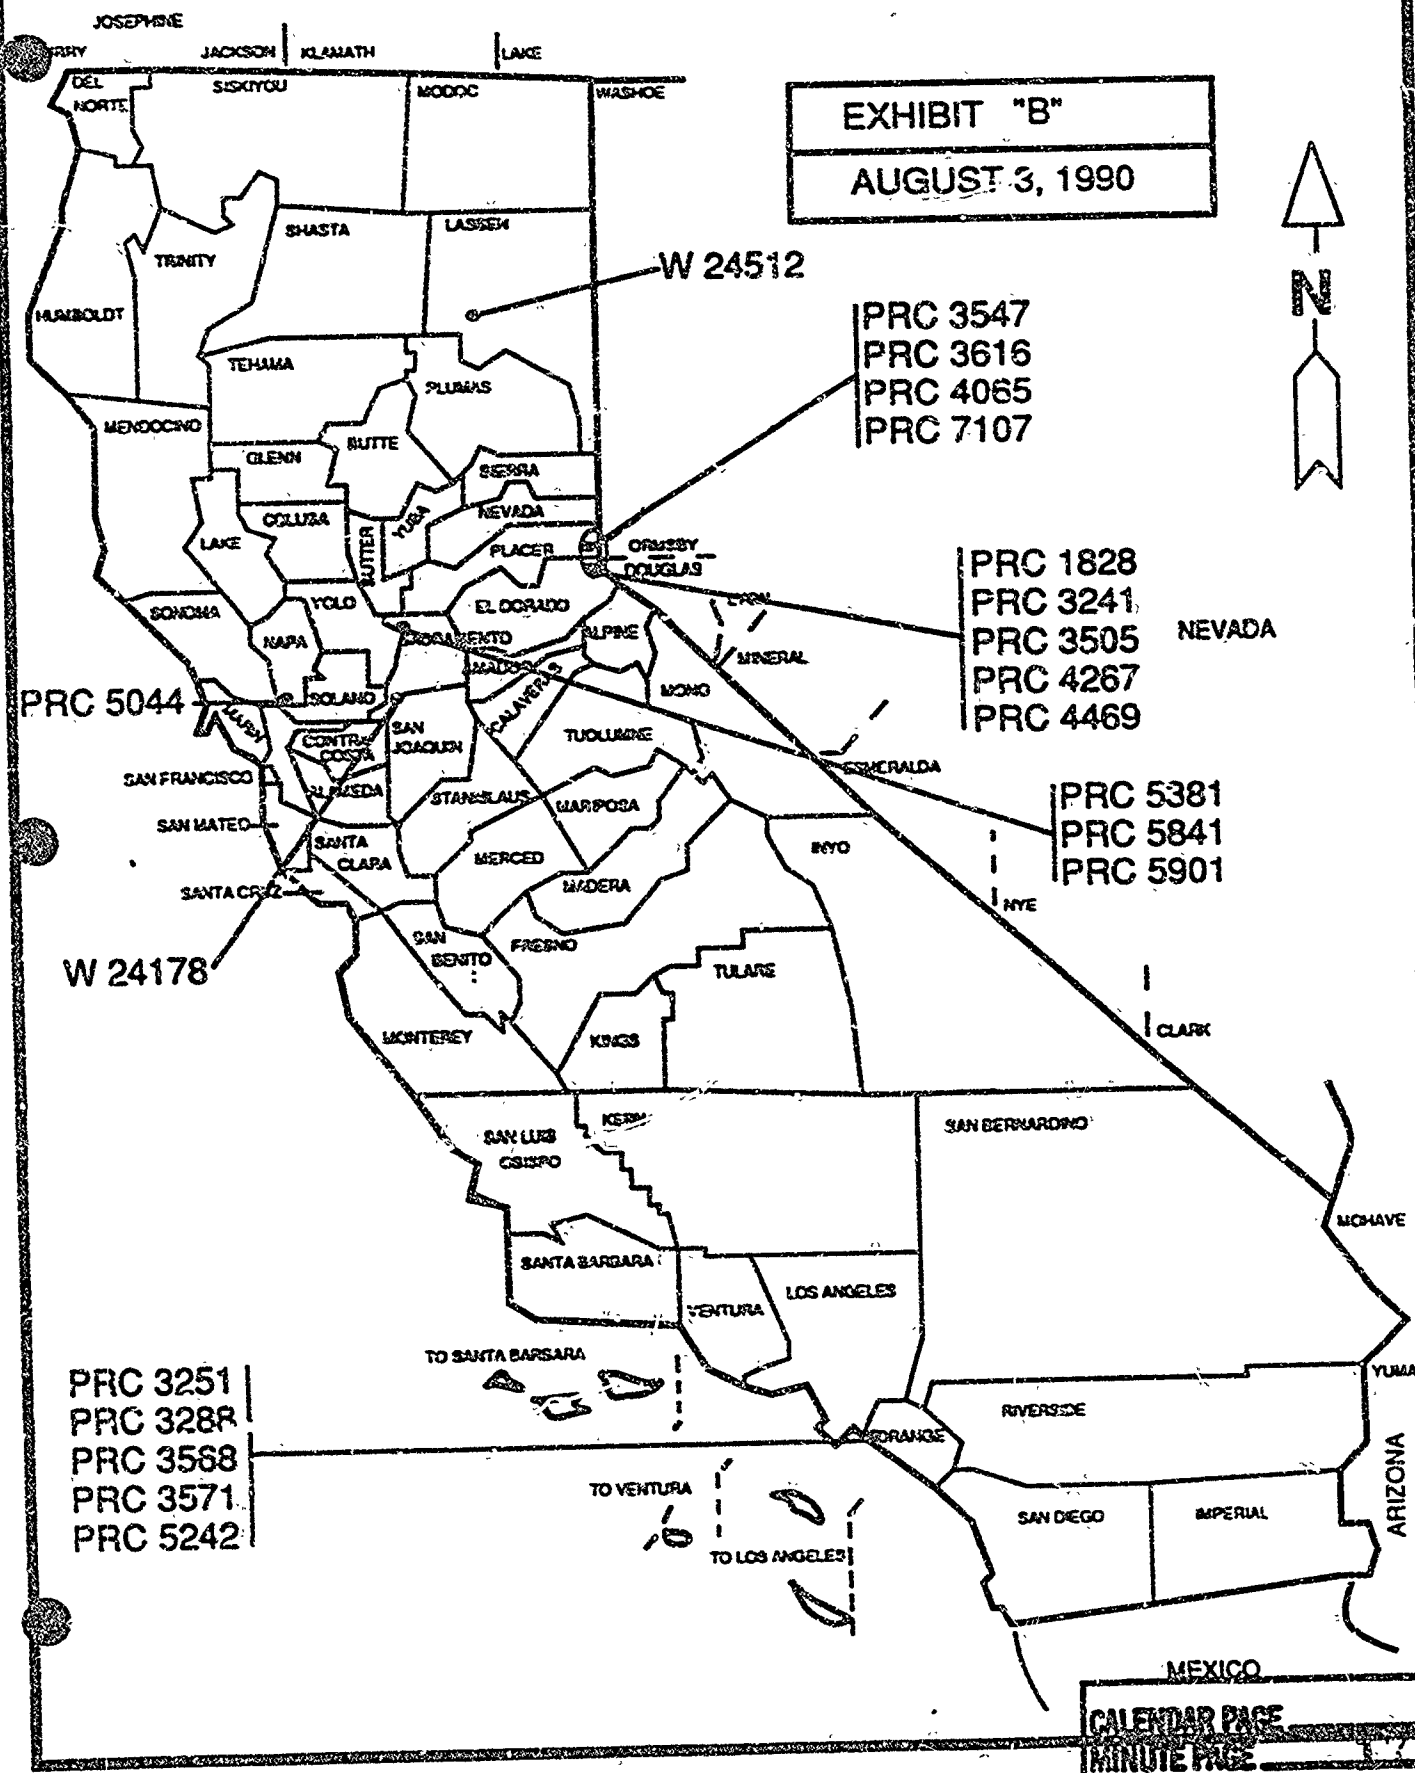 JOSEPHINE
JACKSON KLAMATH LAKE
DEL NORTE
SISKIYOU
MODOC
WASHOE
EXHIBIT "B"
AUGUST 3, 1990
SHASTA
LASSEN
TRINITY
W 24512
N
HUMBOLDT
PRC 3547
PRC 3616
PRC 4065
PRC 7107
TEHAMA
PLUMAS
MENDOCINO
BUTTE
GLENN
SIERRA
NEVADA
COLUSA
YUBA
LAKE
SUTTER
PLACER
ORMSBY
DOUGLAS
PRC 1828
PRC 3241
PRC 3505
PRC 4267
PRC 4469
NEVADA
SONOMA
YOLO
EL DORADO
NAPA
ALPINE
MINERAL
MONO
PRC 5044
SOLANO
MARIN
CALAVERAS
CONTRA COSTA
SAN JOAQUIN
TUOLUMNE
ESMERALDA
SAN FRANCISCO
ALAMEDA
STANISLAUS
MARIPOSA
PRC 5381
PRC 5841
PRC 5901
SAN MATEO
SANTA CLARA
MERCED
INYO
SANTA CRUZ
MADERA
NYE
SAN BENITO
FRESNO
W 24178
TULARE
CLARK
MONTEREY
KINGS
SAN LUIS OBISPO
KERN
SAN BERNARDINO
MOHAVE
SANTA BARBARA
VENTURA
LOS ANGELES
TO SANTA BARBARA
PRC 3251
PRC 3288
PRC 3568
PRC 3571
PRC 5242
YUMA
RIVERSIDE
ORANGE
TO VENTURA
SAN DIEGO
IMPERIAL
ARIZONA
TO LOS ANGELES
MEXICO
CALENDAR PAGE
MINUTE PAGE